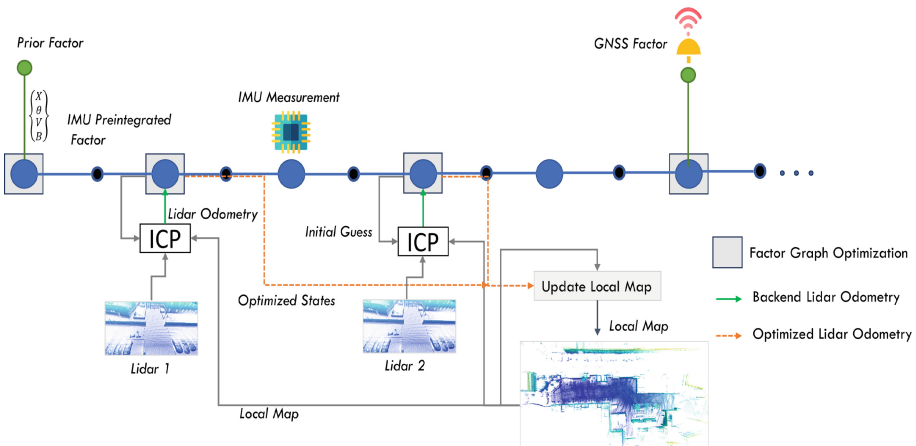 Prior Factor
GNSS Factor
X
θ
V
B
IMU Preintegrated
Factor
IMU Measurement
Lidar Odometry
Initial Guess
ICP
ICP
Factor Graph Optimization
Update Local Map
Backend Lidar Odometry
Optimized States
Local Map
Optimized Lidar Odometry
Lidar 1
Lidar 2
Local Map